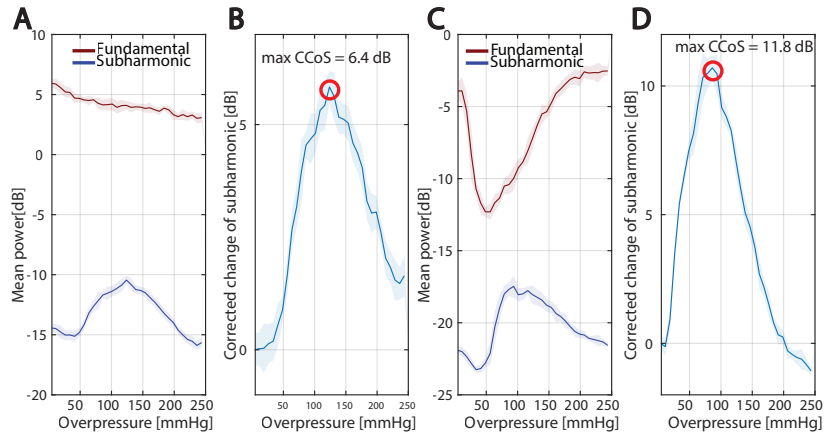 A
10
5
0
-5
-10
-15
-20
Mean power[dB]
Fundamental
Subharmonic
50 100 150 200 250
Overpressure [mmHg]
B
max CCoS = 6.4 dB
5
0
Corrected change of subharmonic [dB]
50 100 150 200 250
Overpressure [mmHg]
C
0
-5
-10
-15
-20
-25
Mean power[dB]
Fundamental
Subharmonic
50 100 150 200 250
Overpressure [mmHg]
D
max CCoS = 11.8 dB
10
5
0
Corrected change of subharmonic [dB]
50 100 150 200 250
Overpressure [mmHg]